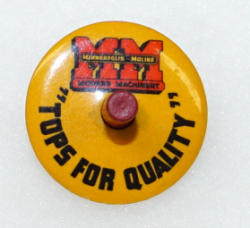 MM
MINNEAPOLIS-MOLINE
MODERN MACHINERY
"TOPS FOR QUALITY"